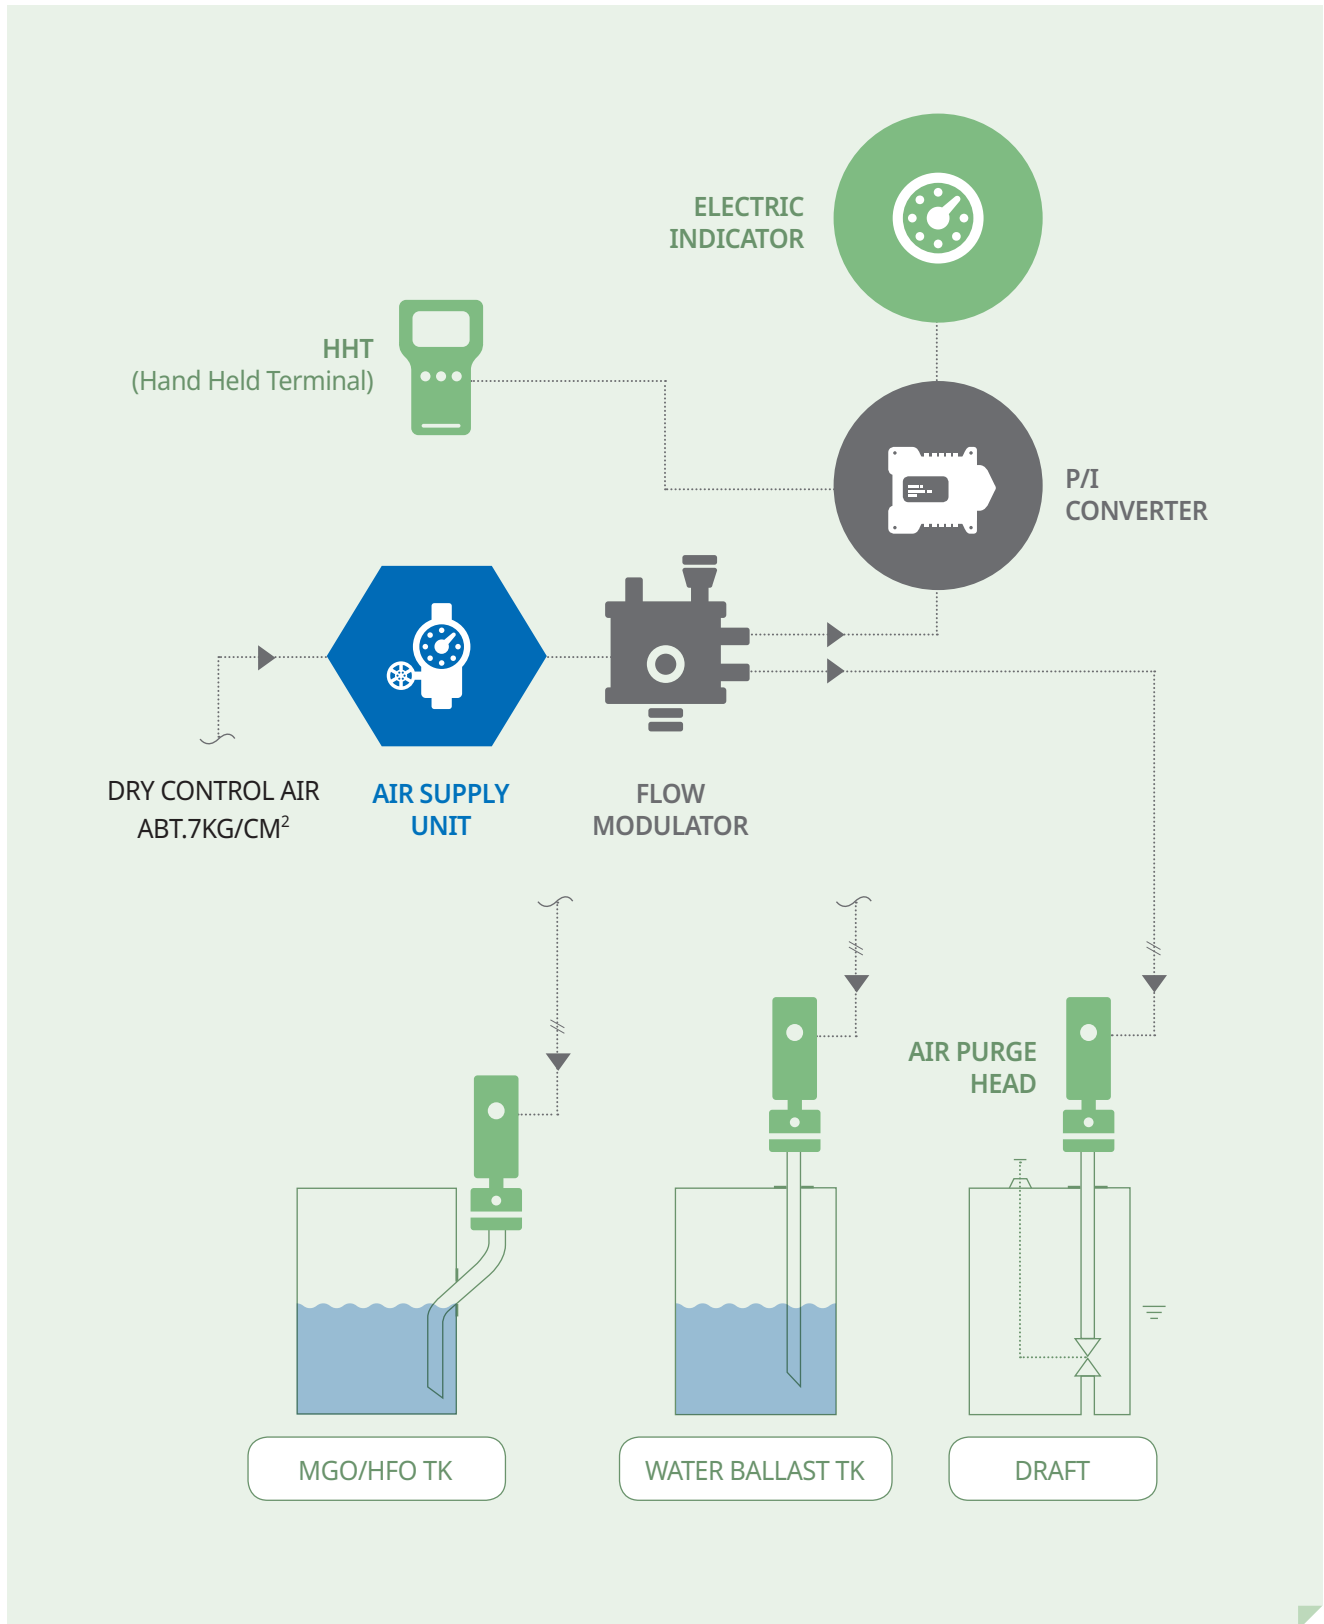 ELECTRIC
INDICATOR
HHT
(Hand Held Terminal)
P/I
CONVERTER
DRY CONTROL AIR
ABT.7KG/CM²
AIR SUPPLY
UNIT
FLOW
MODULATOR
AIR PURGE
HEAD
MGO/HFO TK
WATER BALLAST TK
DRAFT